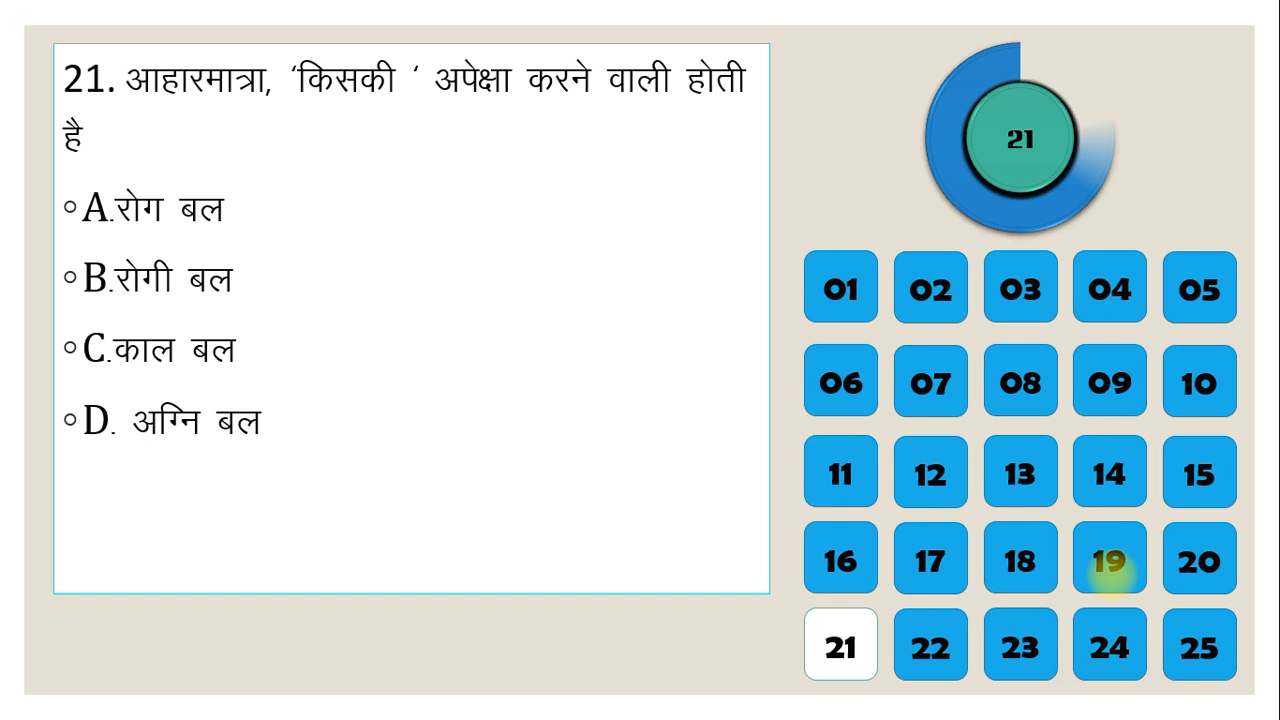 21. आहारमात्रा, ‘किसकी ‘ अपेक्षा करने वाली होती
है
A.रोग बल
B.रोगी बल
C.काल बल
D. अग्नि बल
21
01 02 03 04 05
06 07 08 09 10
11 12 13 14 15
16 17 18 19 20
21 22 23 24 25